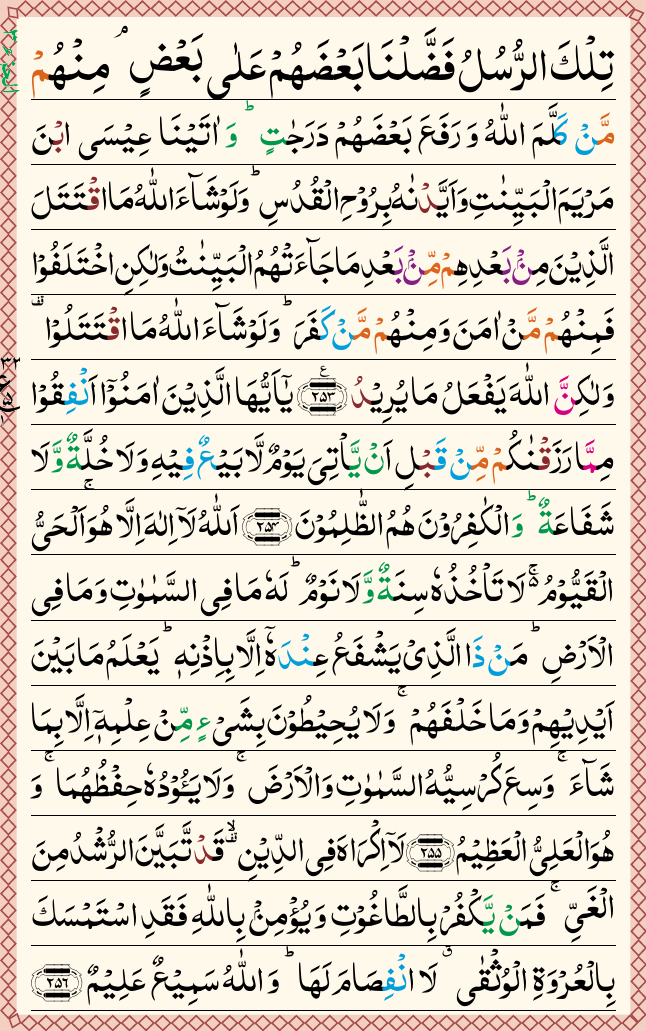 تِلۡكَ الرُّسُلُ فَضَّلۡنَا بَعۡضَهُمۡ عَلٰى بَعۡضٍ ۘ مِنۡهُمۡ
مَّنۡ كَلَّمَ اللّٰهُ وَ رَفَعَ بَعۡضَهُمۡ دَرَجٰتٍ ؕ وَ اٰتَيۡنَا عِيۡسَى ابۡنَ
مَرۡيَمَ الۡبَيِّنٰتِ وَ اَيَّدۡنٰهُ بِرُوۡحِ الۡقُدُسِ ؕ وَ لَوۡ شَآءَ اللّٰهُ مَا اقۡتَتَلَ
الَّذِيۡنَ مِنۡۢ بَعۡدِهِمۡ مِّنۡۢ بَعۡدِ مَا جَآءَتۡهُمُ الۡبَيِّنٰتُ وَلٰكِنِ اخۡتَلَفُوۡا
فَمِنۡهُمۡ مَّنۡ اٰمَنَ وَ مِنۡهُمۡ مَّنۡ كَفَرَ ؕ وَ لَوۡ شَآءَ اللّٰهُ مَا اقۡتَتَلُوۡا ۟
وَلٰكِنَّ اللّٰهَ يَفۡعَلُ مَا يُرِيۡدُ ﴿۲۵۳﴾ يٰۤاَيُّهَا الَّذِيۡنَ اٰمَنُوۡۤا اَنۡفِقُوۡا
مِمَّا رَزَقۡنٰكُمۡ مِّنۡ قَبۡلِ اَنۡ يَّاۡتِىَ يَوۡمٌ لَّا بَيۡعٌ فِيۡهِ وَلَا خُلَّةٌ وَّلَا
شَفَاعَةٌ ؕ وَ الۡكٰفِرُوۡنَ هُمُ الظّٰلِمُوۡنَ ﴿۲۵۴﴾ اَللّٰهُ لَاۤ اِلٰهَ اِلَّا هُوَ ۚ اَلۡحَىُّ
الۡقَيُّوۡمُ ۬ۚ لَا تَاۡخُذُهٗ سِنَةٌ وَّلَا نَوۡمٌ ؕ لَهٗ مَا فِى السَّمٰوٰتِ وَمَا فِى
الۡاَرۡضِ ؕ مَنۡ ذَا الَّذِىۡ يَشۡفَعُ عِنۡدَهٗۤ اِلَّا بِاِذۡنِهٖ ؕ يَعۡلَمُ مَا بَيۡنَ
اَيۡدِيۡهِمۡ وَمَا خَلۡفَهُمۡ ۚ وَلَا يُحِيۡطُوۡنَ بِشَىۡءٍ مِّنۡ عِلۡمِهٖۤ اِلَّا بِمَا
شَآءَ ۚ وَسِعَ كُرۡسِيُّهُ السَّمٰوٰتِ وَالۡاَرۡضَ ۚ وَلَا يَـــُٔوۡدُهٗ حِفۡظُهُمَا ۚ وَ
هُوَ الۡعَلِىُّ الۡعَظِيۡمُ ﴿۲۵۵﴾ لَاۤ اِكۡرَاهَ فِى الدِّيۡنِ ۟ۙ قَدۡ تَّبَيَّنَ الرُّشۡدُ مِنَ
الۡغَىِّ ۚ فَمَنۡ يَّكۡفُرۡ بِالطَّاغُوۡتِ وَ يُؤۡمِنۡۢ بِاللّٰهِ فَقَدِ اسۡتَمۡسَكَ
بِالۡعُرۡوَةِ الۡوُثۡقٰى ۗ لَا انۡفِصَامَ لَهَا ؕ وَ اللّٰهُ سَمِيۡعٌ عَلِيۡمٌ ﴿۲۵۶﴾